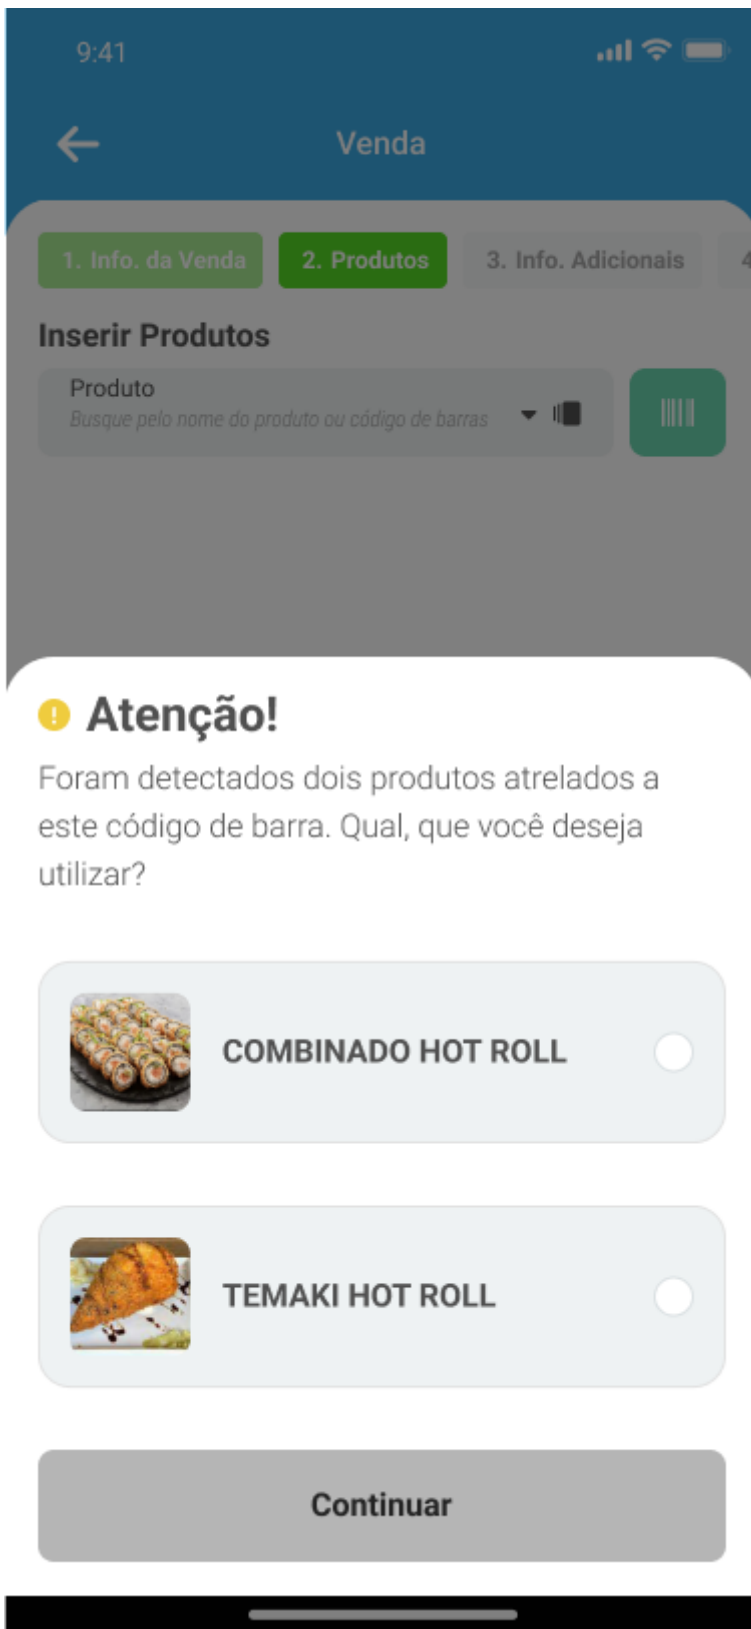 9:41
Venda
1. Info. da Venda
2. Produtos
3. Info. Adicionais
4
Inserir Produtos
Produto
Busque pelo nome do produto ou código de barras
Atenção!
Foram detectados dois produtos atrelados a
este código de barra. Qual, que você deseja
utilizar?
COMBINADO HOT ROLL
TEMAKI HOT ROLL
Continuar